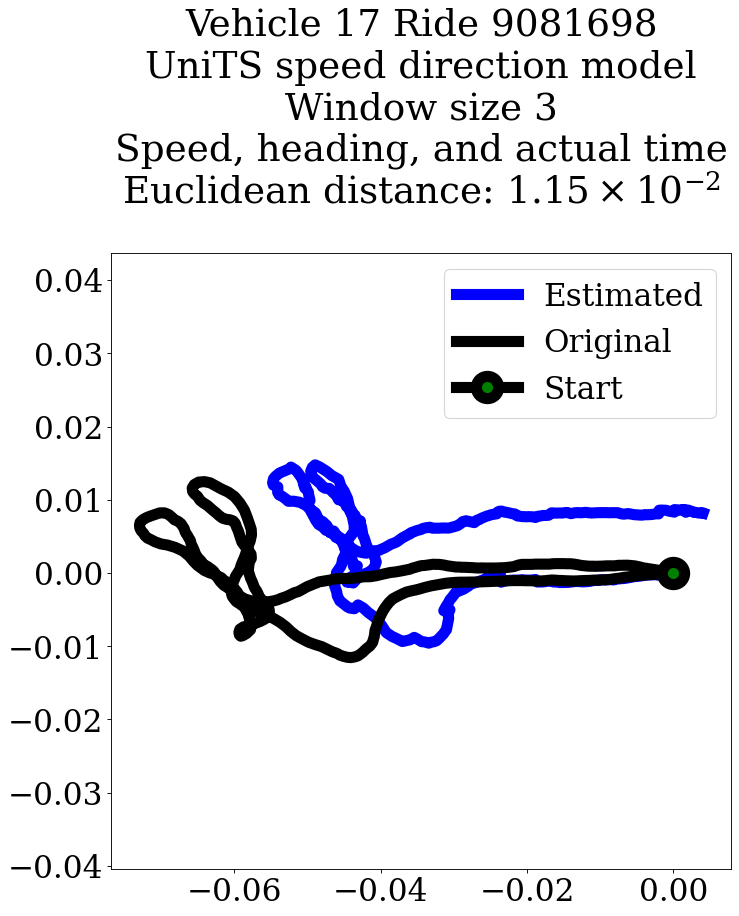 Vehicle 17 Ride 9081698
UniTS speed direction model
Window size 3
Speed, heading, and actual time
Euclidean distance: 1.15 × 10⁻²
Estimated
Original
Start
0.04
0.03
0.02
0.01
0.00
−0.01
−0.02
−0.03
−0.04
−0.06 −0.04 −0.02 0.00